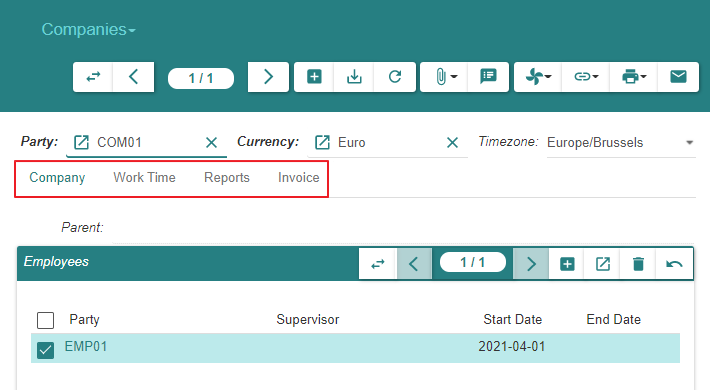 Companies
1 / 1
Party: COM01 Currency: Euro Timezone: Europe/Brussels
Company Work Time Reports Invoice
Parent:
Employees 1 / 1
Party Supervisor Start Date End Date
EMP01 2021-04-01